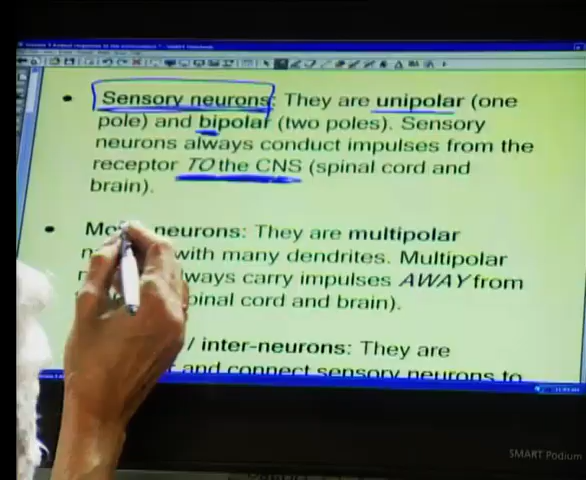 Sensory neurons: They are unipolar (one
pole) and bipolar (two poles). Sensory
neurons always conduct impulses from the
receptor TO the CNS (spinal cord and
brain).
neurons: They are multipolar
with many dendrites. Multipolar
always carry impulses AWAY from
spinal cord and brain).
/ inter-neurons: They are
and connect sensory neurons to
SMART Podium